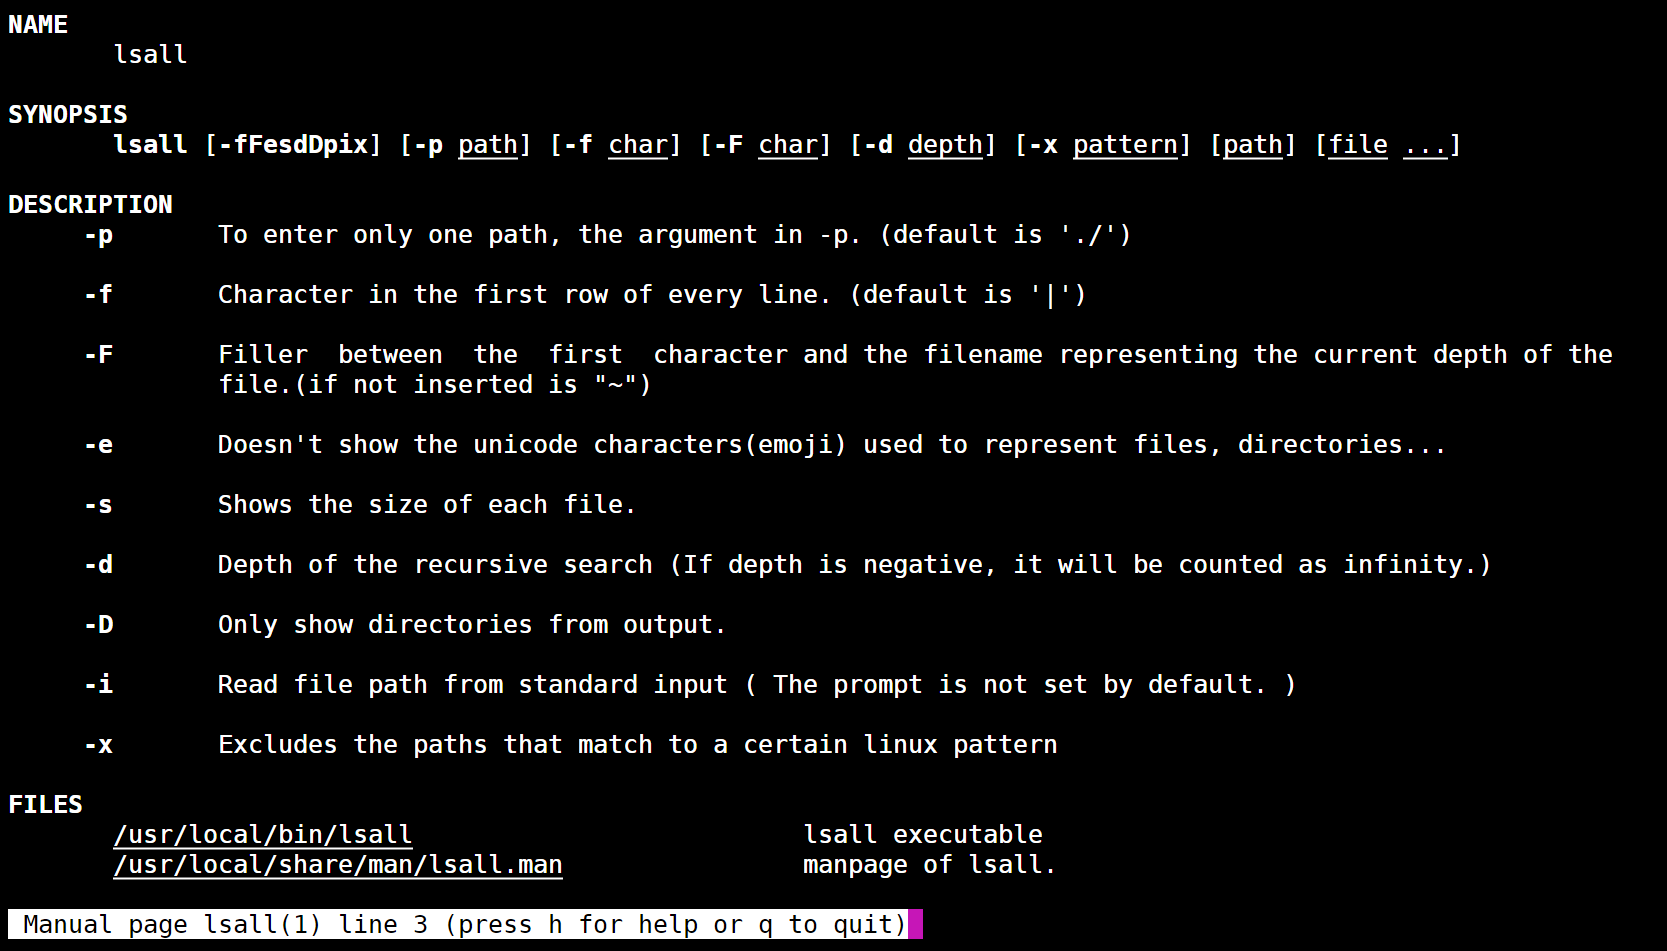 NAME
lsall
SYNOPSIS
lsall [-fFesdDpix] [-p path] [-f char] [-F char] [-d depth] [-x pattern] [path] [file ...]
DESCRIPTION
-p To enter only one path, the argument in -p. (default is './')
-f Character in the first row of every line. (default is '|')
-F Filler between the first character and the filename representing the current depth of the
file.(if not inserted is "~")
-e Doesn't show the unicode characters(emoji) used to represent files, directories...
-s Shows the size of each file.
-d Depth of the recursive search (If depth is negative, it will be counted as infinity.)
-D Only show directories from output.
-i Read file path from standard input ( The prompt is not set by default. )
-x Excludes the paths that match to a certain linux pattern
FILES
/usr/local/bin/lsall lsall executable
/usr/local/share/man/lsall.man manpage of lsall.
Manual page lsall(1) line 3 (press h for help or q to quit)